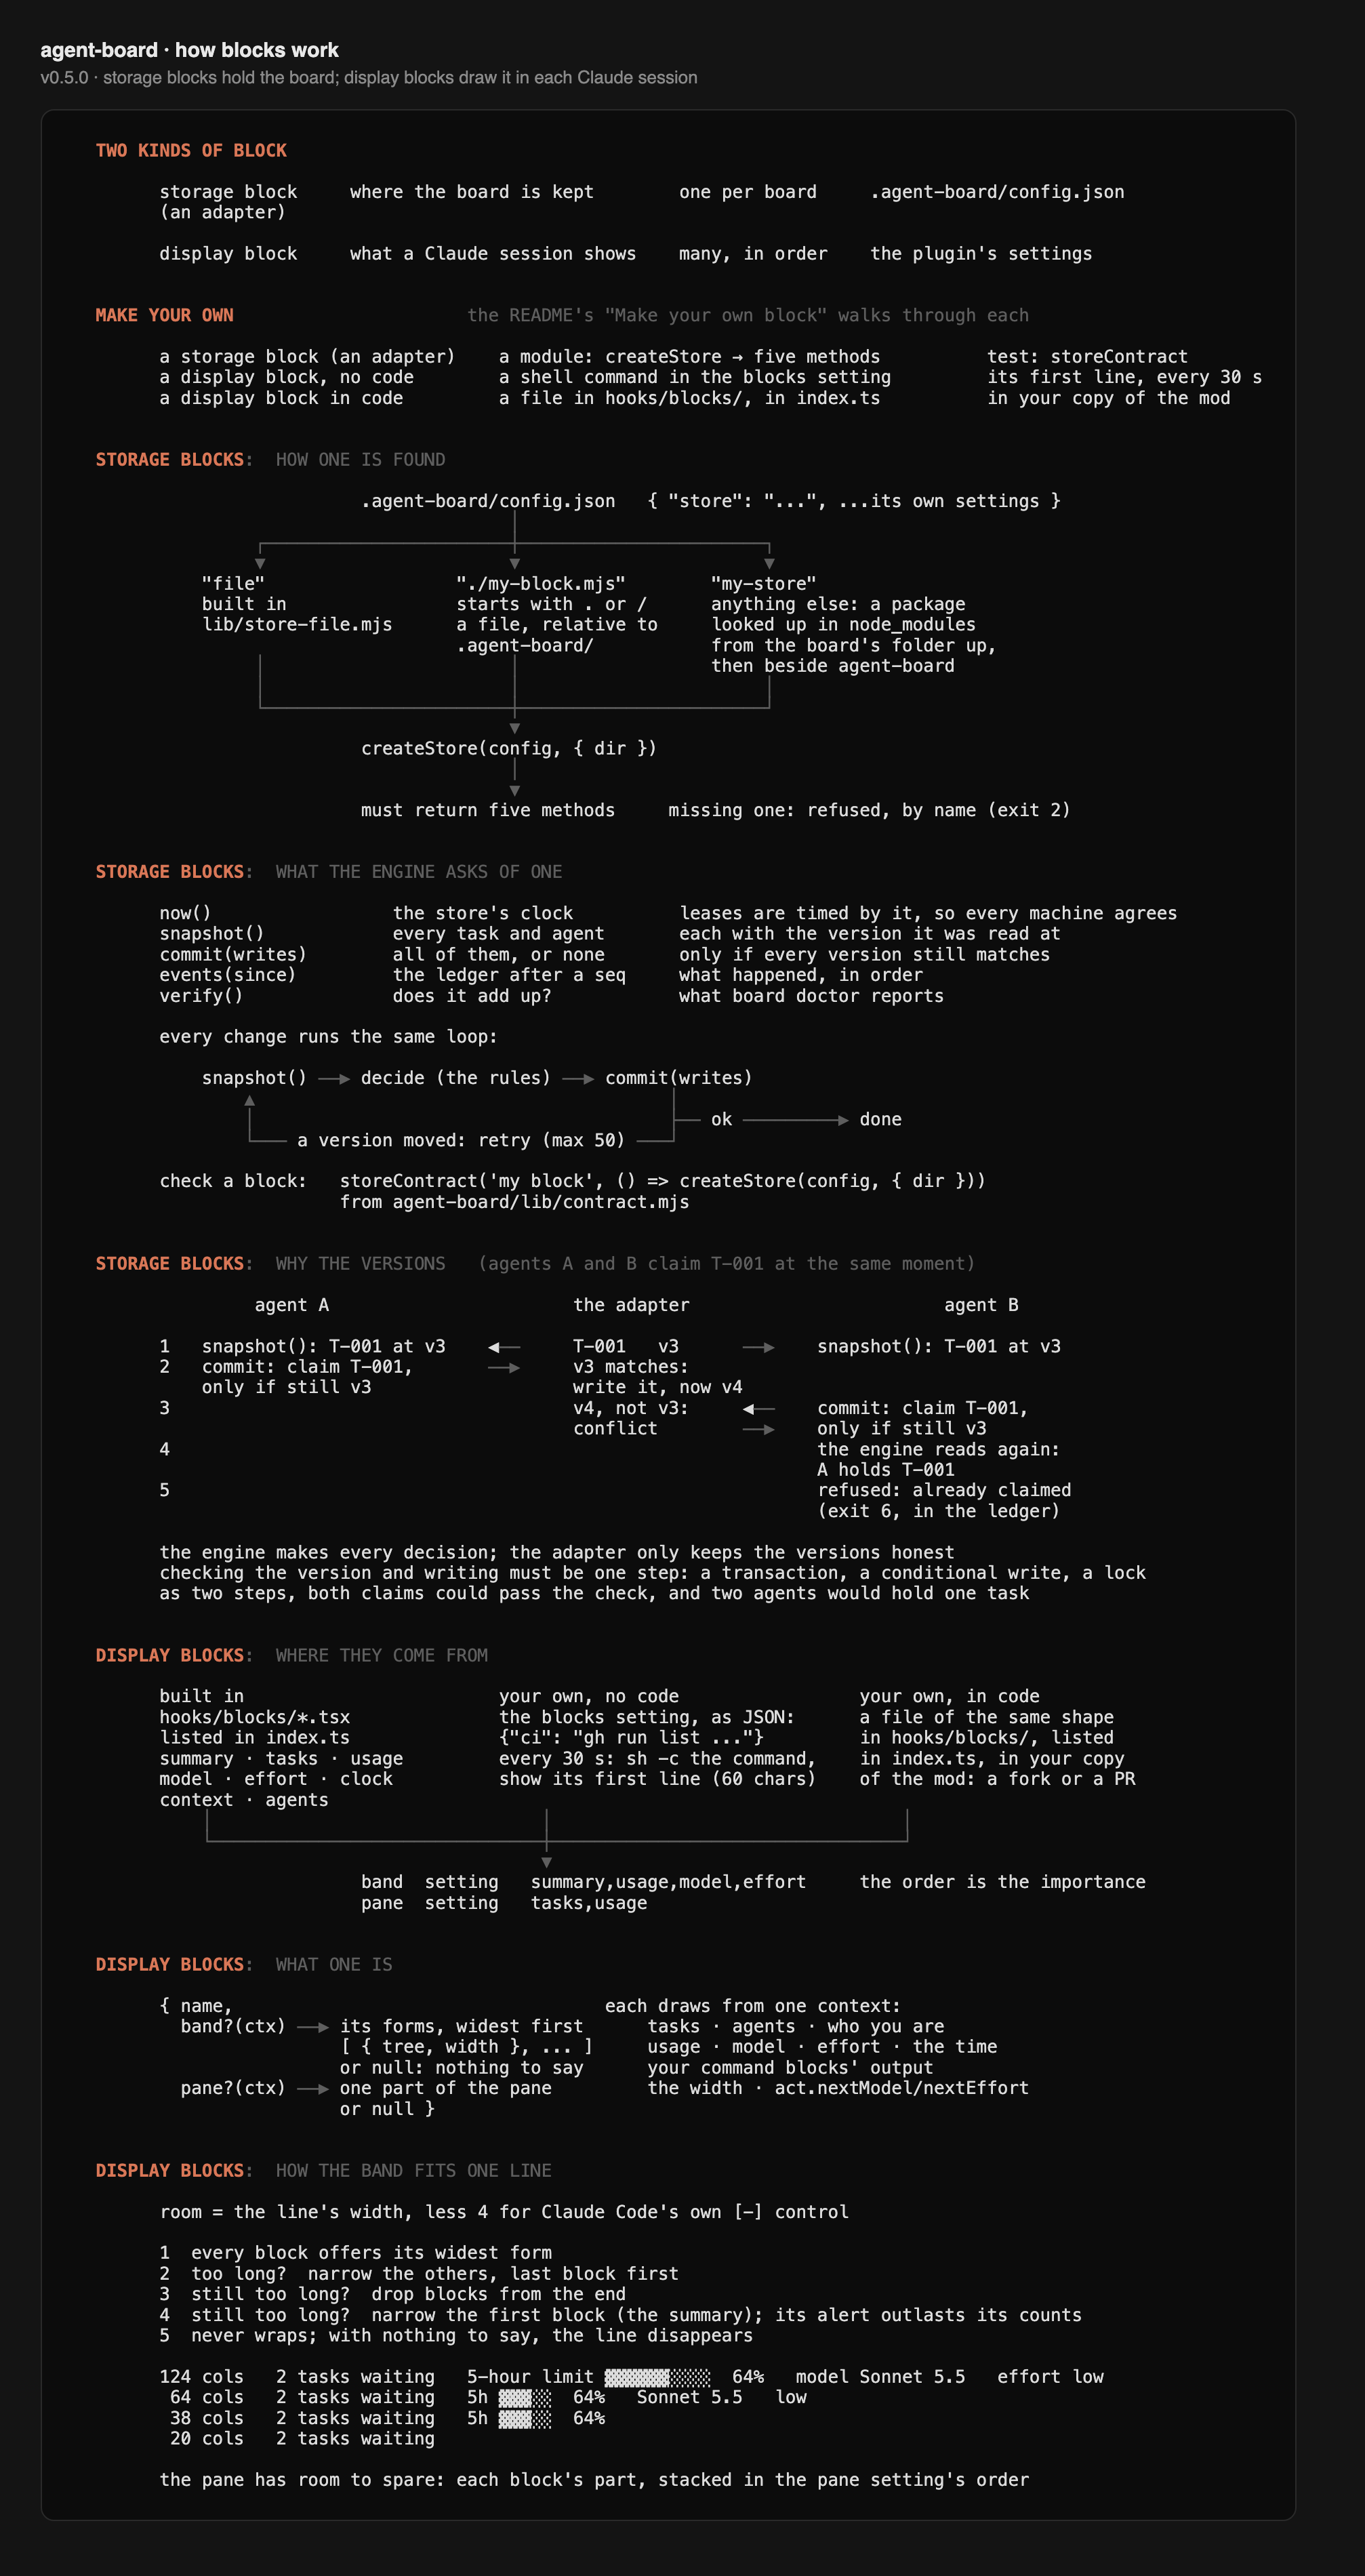 agent-board · how blocks work
v0.5.0 · storage blocks hold the board; display blocks draw it in each Claude session
TWO KINDS OF BLOCK
storage block     where the board is kept        one per board     .agent-board/config.json
(an adapter)
display block     what a Claude session shows    many, in order    the plugin's settings
MAKE YOUR OWN                      the README's "Make your own block" walks through each
a storage block (an adapter)    a module: createStore → five methods          test: storeContract
a display block, no code        a shell command in the blocks setting         its first line, every 30 s
a display block in code         a file in hooks/blocks/, in index.ts          in your copy of the mod
STORAGE BLOCKS:  HOW ONE IS FOUND
.agent-board/config.json   { "store": "...", ...its own settings }
"file"                  "./my-block.mjs"        "my-store"
built in                starts with . or /      anything else: a package
lib/store-file.mjs      a file, relative to     looked up in node_modules
.agent-board/           from the board's folder up,
then beside agent-board
createStore(config, { dir })
must return five methods     missing one: refused, by name (exit 2)
STORAGE BLOCKS:  WHAT THE ENGINE ASKS OF ONE
now()                 the store's clock          leases are timed by it, so every machine agrees
snapshot()            every task and agent       each with the version it was read at
commit(writes)        all of them, or none       only if every version still matches
events(since)         the ledger after a seq     what happened, in order
verify()              does it add up?            what board doctor reports
every change runs the same loop:
snapshot() ──▶ decide (the rules) ──▶ commit(writes)
ok ─────────▶ done
a version moved: retry (max 50)
check a block:   storeContract('my block', () => createStore(config, { dir }))
from agent-board/lib/contract.mjs
STORAGE BLOCKS:  WHY THE VERSIONS   (agents A and B claim T-001 at the same moment)
agent A                       the adapter                        agent B
1   snapshot(): T-001 at v3    ◀──     T-001   v3      ──▶    snapshot(): T-001 at v3
2   commit: claim T-001,       ──▶     v3 matches:
only if still v3                   write it, now v4
3                                      v4, not v3:     ◀──    commit: claim T-001,
conflict        ──▶    only if still v3
4                                                             the engine reads again:
A holds T-001
5                                                             refused: already claimed
(exit 6, in the ledger)
the engine makes every decision; the adapter only keeps the versions honest
checking the version and writing must be one step: a transaction, a conditional write, a lock
as two steps, both claims could pass the check, and two agents would hold one task
DISPLAY BLOCKS:  WHERE THEY COME FROM
built in                        your own, no code                 your own, in code
hooks/blocks/*.tsx              the blocks setting, as JSON:      a file of the same shape
listed in index.ts              {"ci": "gh run list ..."}         in hooks/blocks/, listed
summary · tasks · usage         every 30 s: sh -c the command,    in index.ts, in your copy
model · effort · clock          show its first line (60 chars)    of the mod: a fork or a PR
context · agents
band  setting   summary,usage,model,effort     the order is the importance
pane  setting   tasks,usage
DISPLAY BLOCKS:  WHAT ONE IS
{ name,                                   each draws from one context:
band?(ctx) ──▶ its forms, widest first      tasks · agents · who you are
[ { tree, width }, ... ]     usage · model · effort · the time
or null: nothing to say      your command blocks' output
pane?(ctx) ──▶ one part of the pane         the width · act.nextModel/nextEffort
or null }
DISPLAY BLOCKS:  HOW THE BAND FITS ONE LINE
room = the line's width, less 4 for Claude Code's own [-] control
1  every block offers its widest form
2  too long?  narrow the others, last block first
3  still too long?  drop blocks from the end
4  still too long?  narrow the first block (the summary); its alert outlasts its counts
5  never wraps; with nothing to say, the line disappears
124 cols   2 tasks waiting   5-hour limit ▓▓▓▓▓▓░░░░  64%   model Sonnet 5.5   effort low
64 cols   2 tasks waiting   5h ▓▓▓░░  64%   Sonnet 5.5   low
38 cols   2 tasks waiting   5h ▓▓▓░░  64%
20 cols   2 tasks waiting
the pane has room to spare: each block's part, stacked in the pane setting's order